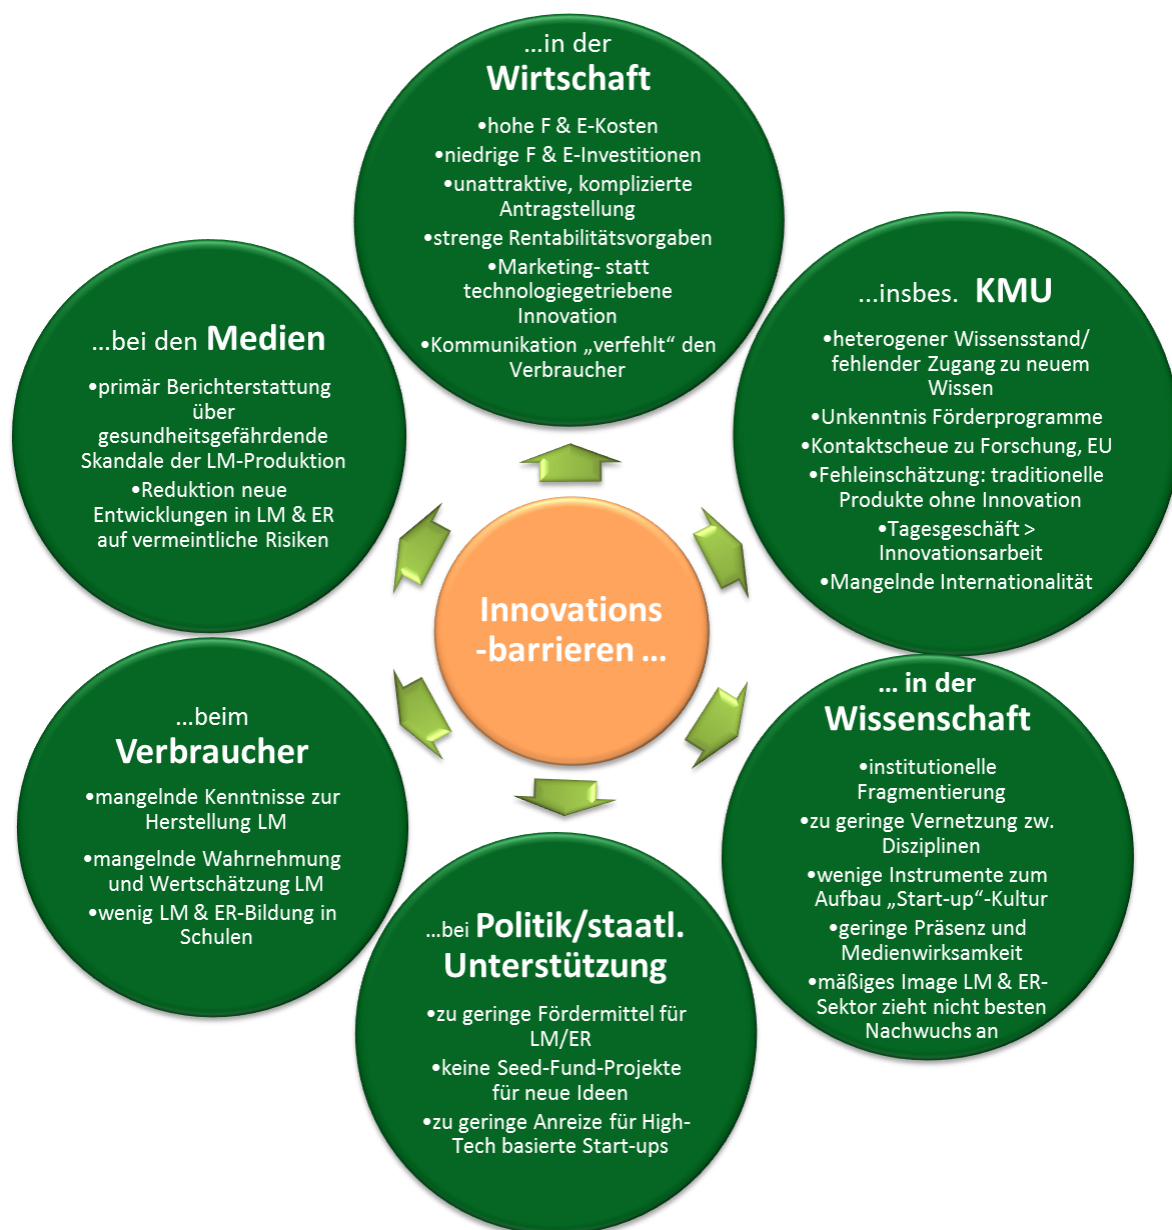 ...in der
Wirtschaft
•hohe F & E-Kosten
•niedrige F & E-Investitionen
•unattraktive, komplizierte
Antragstellung
•strenge Rentabilitätsvorgaben
•Marketing- statt
technologiegetriebene
Innovation
•Kommunikation „verfehlt“ den
Verbraucher
...insbes. KMU
•heterogener Wissensstand/
fehlender Zugang zu neuem
Wissen
•Unkenntnis Förderprogramme
•Kontaktscheue zu Forschung, EU
•Fehleinschätzung: traditionelle
Produkte ohne Innovation
•Tagesgeschäft >
Innovationsarbeit
•Mangelnde Internationalität
... in der
Wissenschaft
•institutionelle
Fragmentierung
•zu geringe Vernetzung zw.
Disziplinen
•wenige Instrumente zum
Aufbau „Start-up“-Kultur
•geringe Präsenz und
Medienwirksamkeit
•mäßiges Image LM & ER-
Sektor zieht nicht besten
Nachwuchs an
...bei Politik/staatl.
Unterstützung
•zu geringe Fördermittel für
LM/ER
•keine Seed-Fund-Projekte
für neue Ideen
•zu geringe Anreize für High-
Tech basierte Start-ups
...beim
Verbraucher
•mangelnde Kenntnisse zur
Herstellung LM
•mangelnde Wahrnehmung
und Wertschätzung LM
•wenig LM & ER-Bildung in
Schulen
...bei den Medien
•primär Berichterstattung
über
gesundheitsgefährdende
Skandale der LM-Produktion
•Reduktion neue
Entwicklungen in LM & ER
auf vermeintliche Risiken
Innovations
-barrieren ...